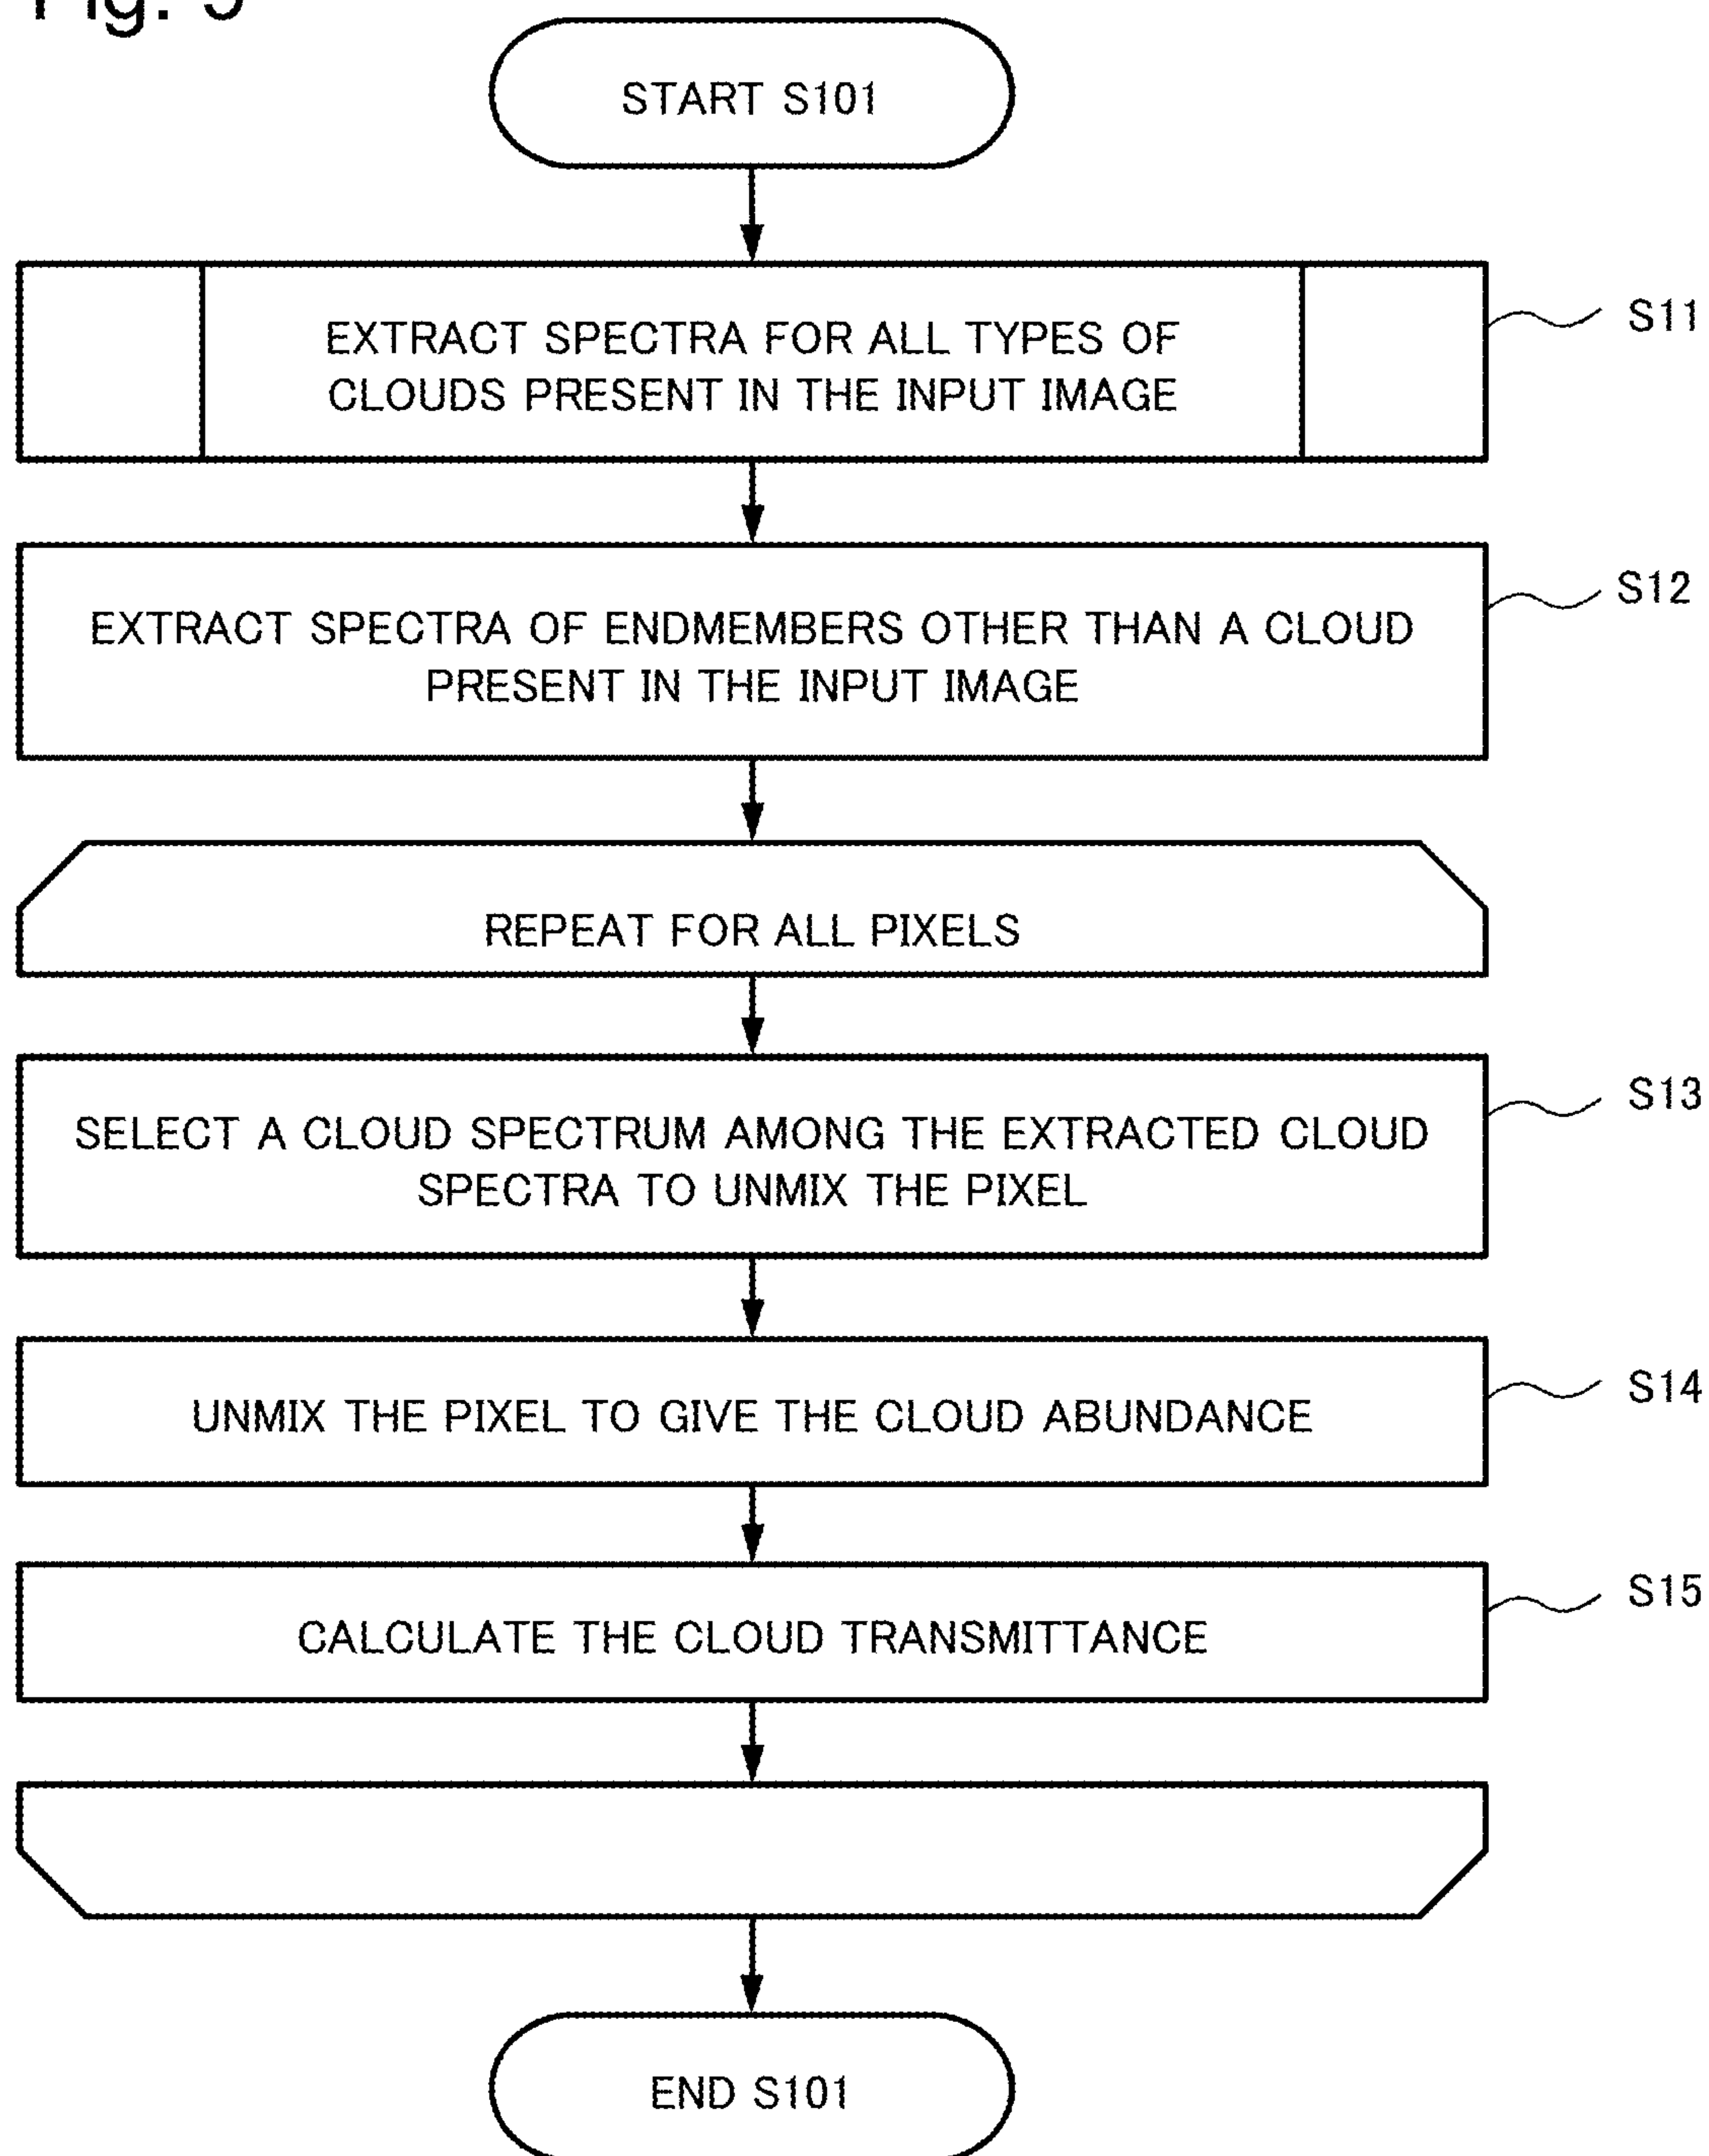 Fig. 5
START S101
EXTRACT SPECTRA FOR ALL TYPES OF
CLOUDS PRESENT IN THE INPUT IMAGE
S11
EXTRACT SPECTRA OF ENDMEMBERS OTHER THAN A CLOUD
PRESENT IN THE INPUT IMAGE
S12
REPEAT FOR ALL PIXELS
SELECT A CLOUD SPECTRUM AMONG THE EXTRACTED CLOUD
SPECTRA TO UNMIX THE PIXEL
S13
UNMIX THE PIXEL TO GIVE THE CLOUD ABUNDANCE
S14
CALCULATE THE CLOUD TRANSMITTANCE
S15
END S101